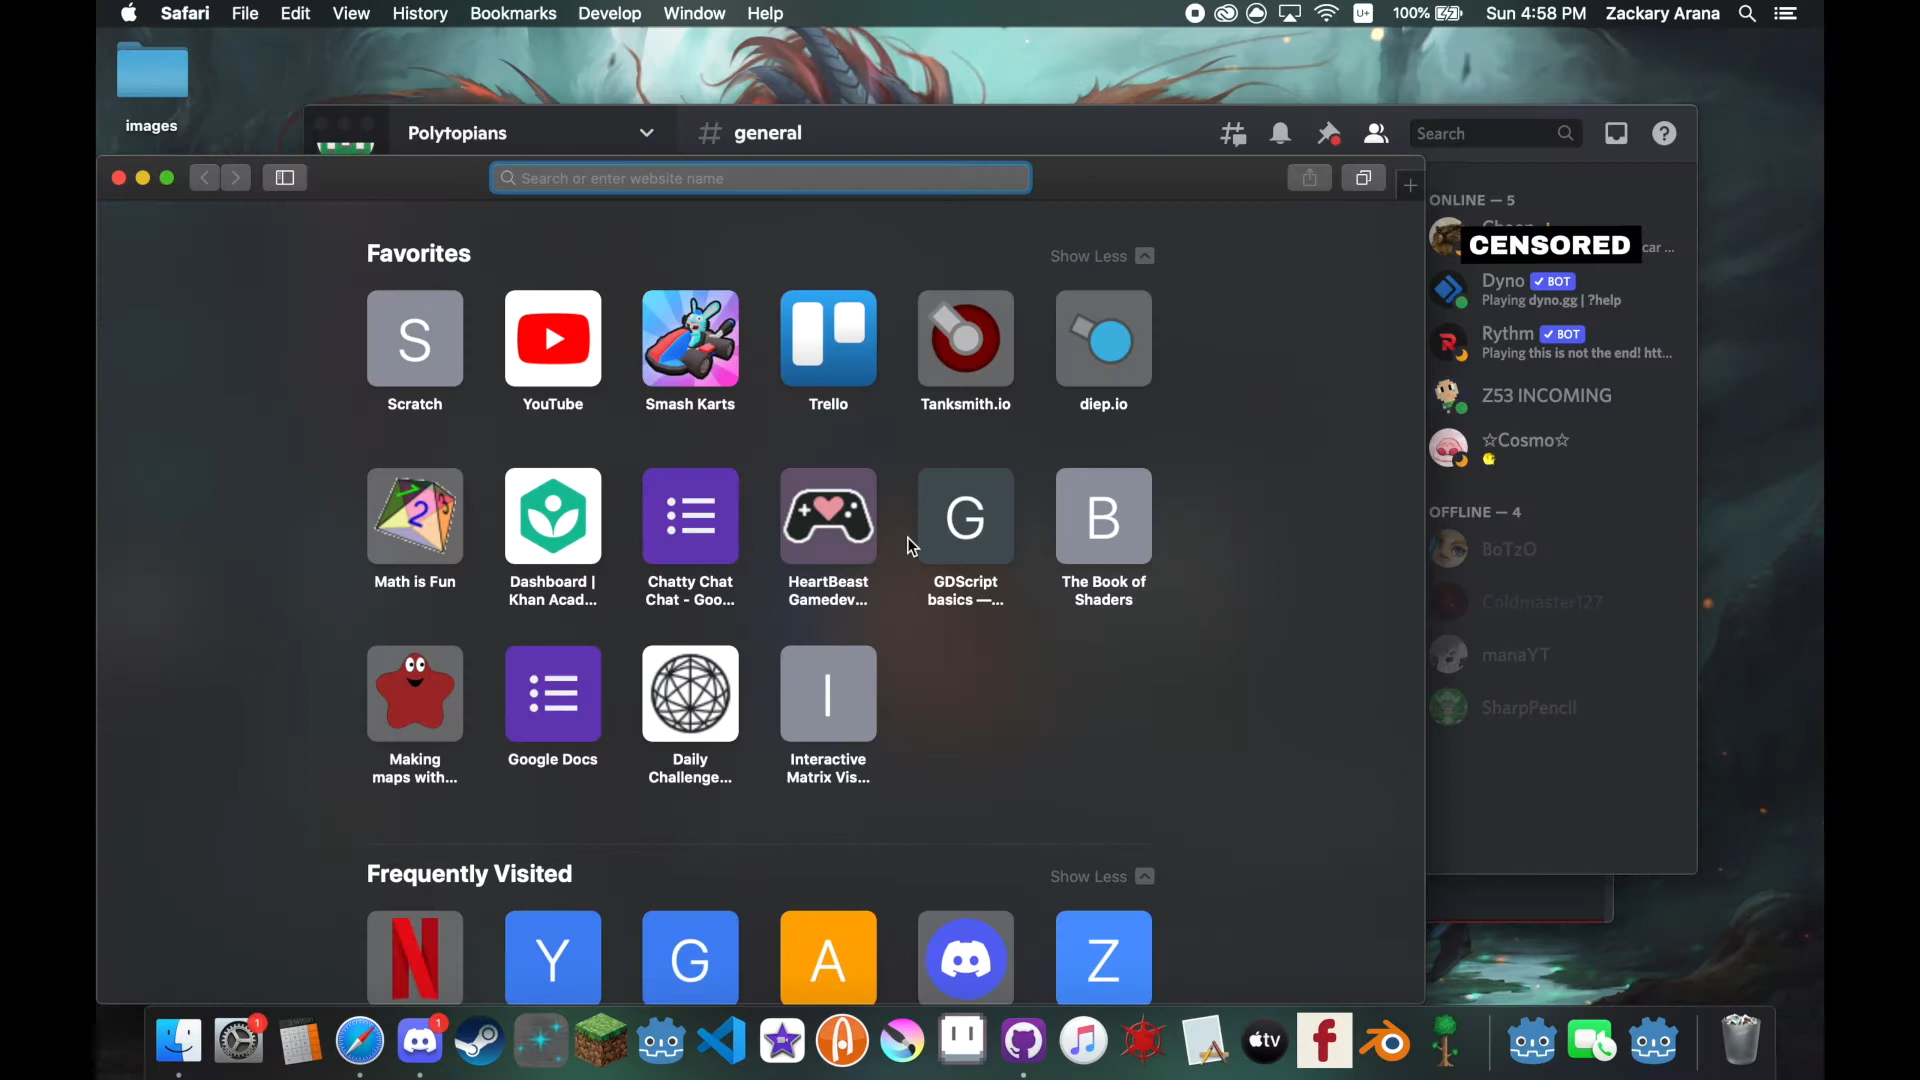 Safari File Edit View History Bookmarks Develop Window Help U+ 100% Sun 4:58 PM Zackary Arana
images
Polytopians # general Search
Search or enter website name
Favorites Show Less
S
Scratch YouTube Smash Karts Trello Tanksmith.io diep.io
2 G B
Math is Fun
Dashboard |
Khan Acad...
Chatty Chat
Chat - Goo...
HeartBeast
Gamedev...
GDScript
basics —...
The Book of
Shaders
I
Making
maps with...
Google Docs
Daily
Challenge...
Interactive
Matrix Vis...
Frequently Visited Show Less
N Y G A Z
ONLINE — 5
CENSORED
car ...
Dyno ✓ BOT
Playing dyno.gg | ?help
Rythm ✓ BOT
Playing this is not the end! htt...
Z53 INCOMING
☆Cosmo☆
OFFLINE — 4
BoTzO
Coldmaster127
manaYT
SharpPencil
1 1 tv f